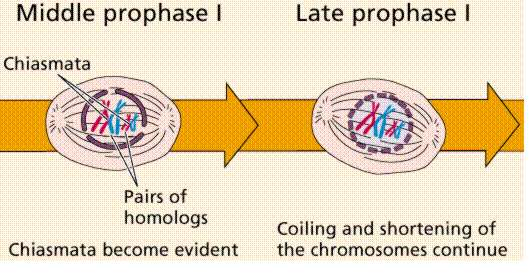 Middle prophase I
Late prophase I
Chiasmata
Pairs of
homologs
Chiasmata become evident
Coiling and shortening of
the chromosomes continue